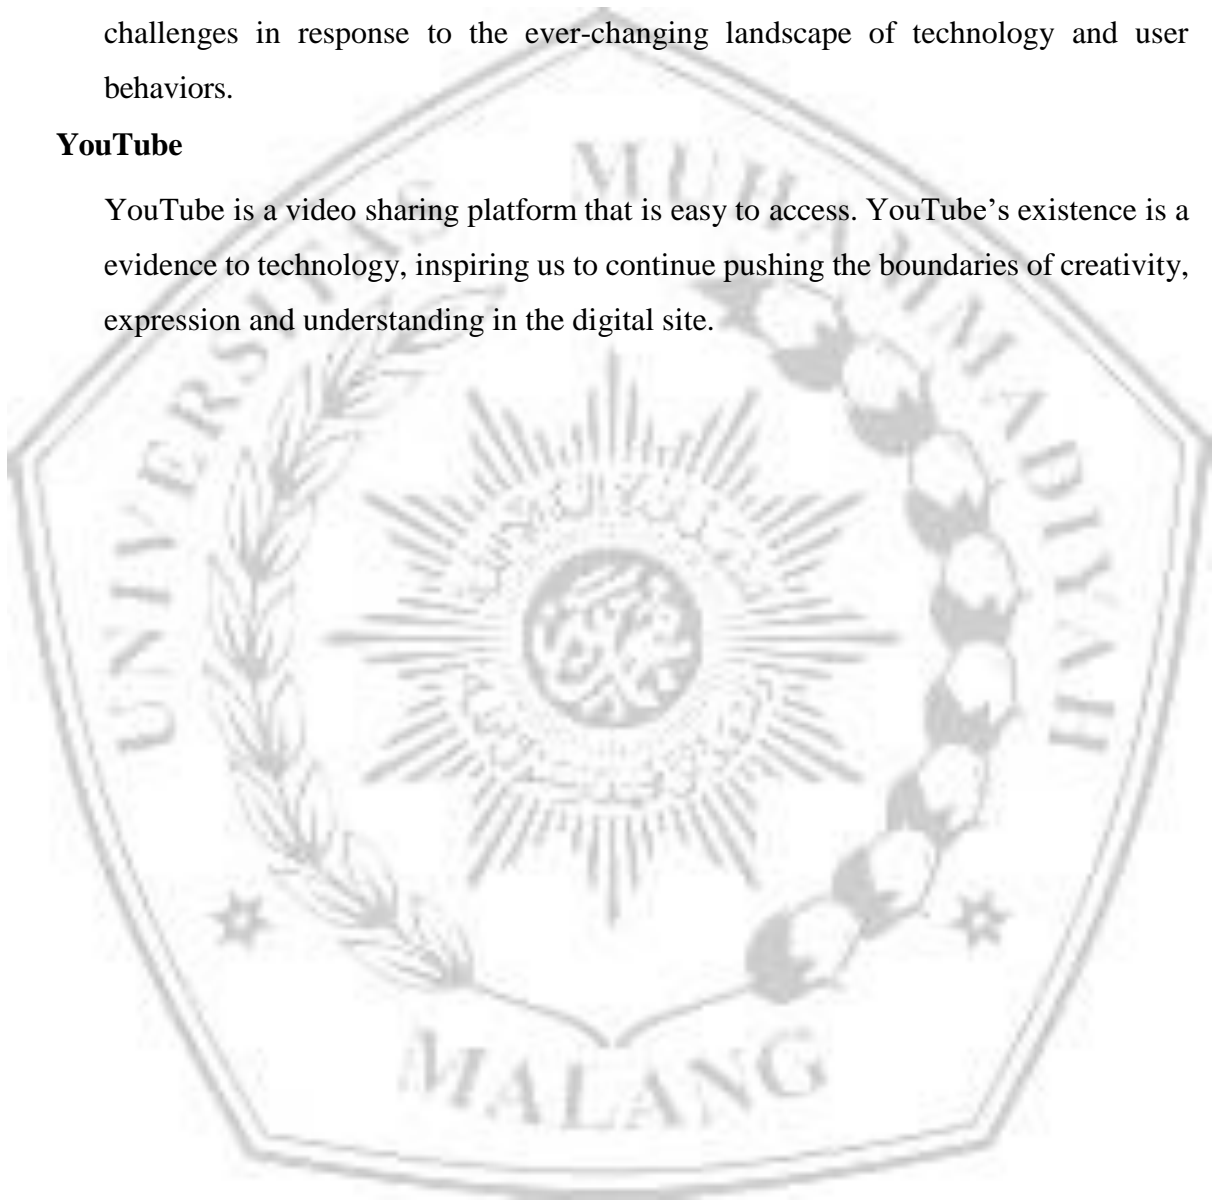 challenges in response to the ever-changing landscape of technology and user
behaviors.
YouTube
YouTube is a video sharing platform that is easy to access. YouTube’s existence is a
evidence to technology, inspiring us to continue pushing the boundaries of creativity,
expression and understanding in the digital site.
UNIVERSITAS MUHAMMADIYAH
MALANG